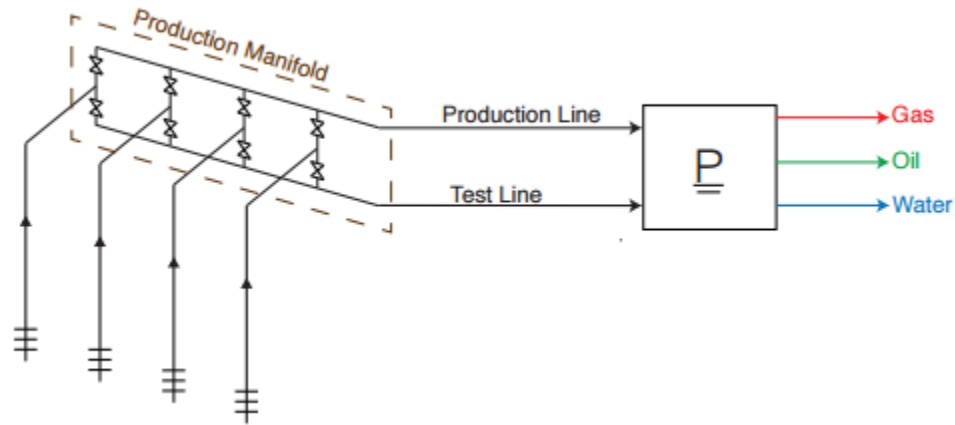 Production Manifold
Production Line
Test Line
P
Gas
Oil
Water